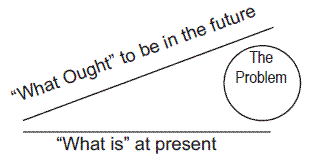 “What Ought” to be in the future
The
Problem
“What is” at present